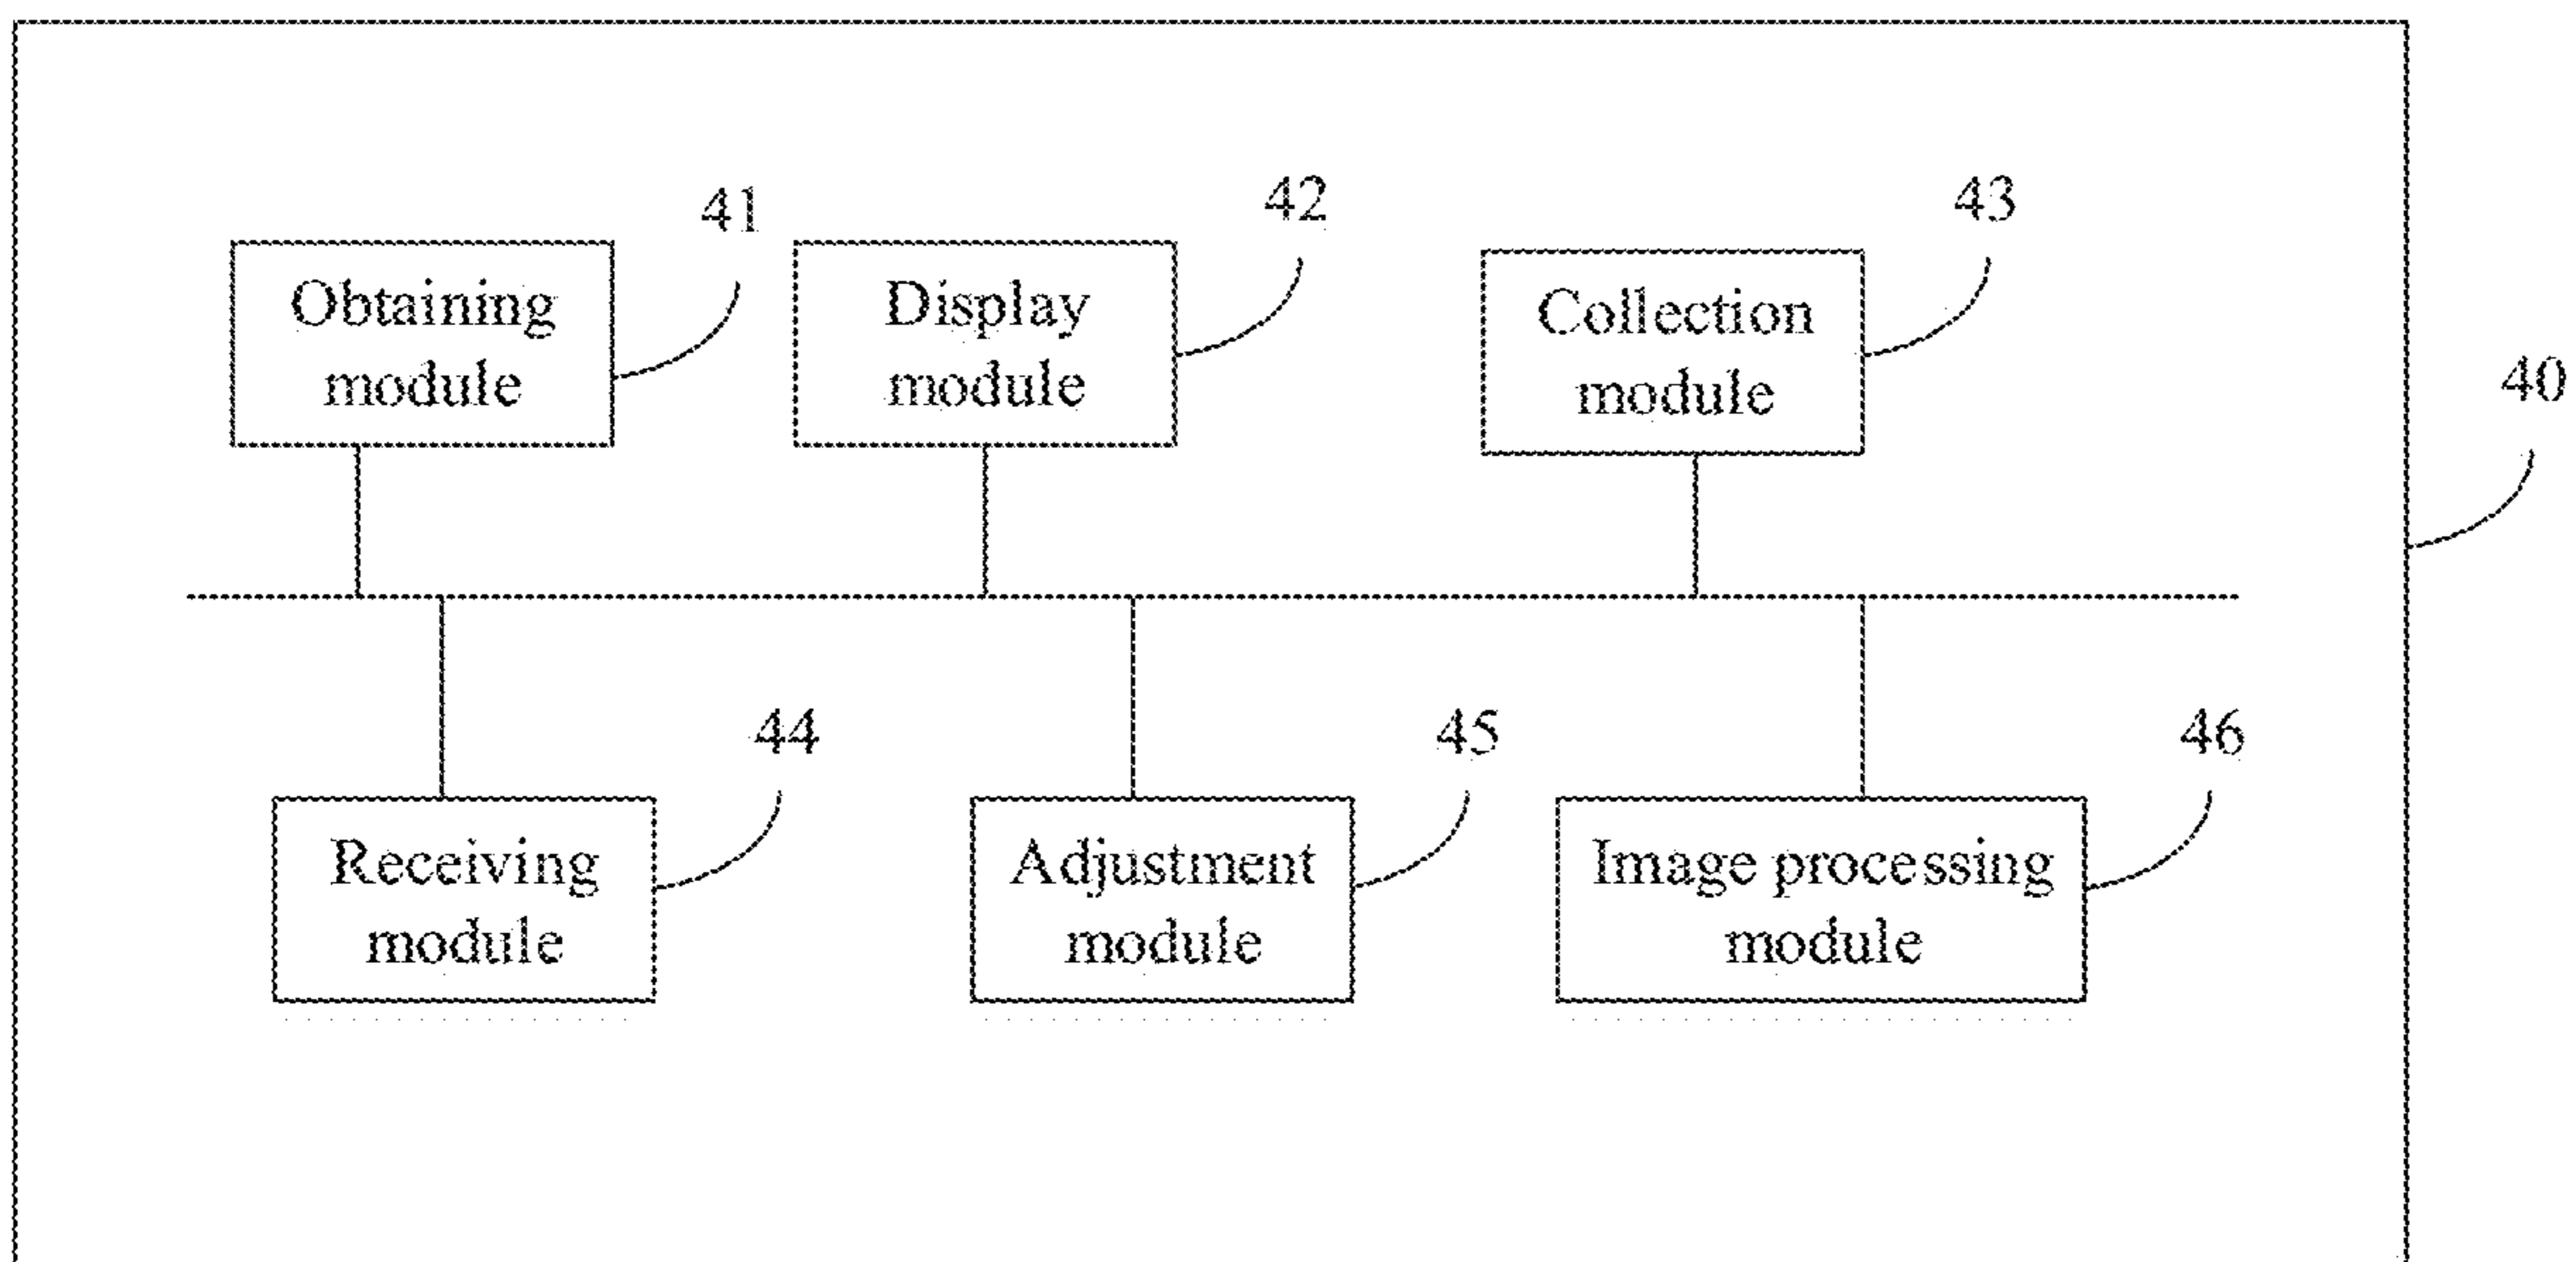 41
Obtaining
module
42
Display
module
43
Collection
module
40
44
Receiving
module
45
Adjustment
module
46
Image processing
module